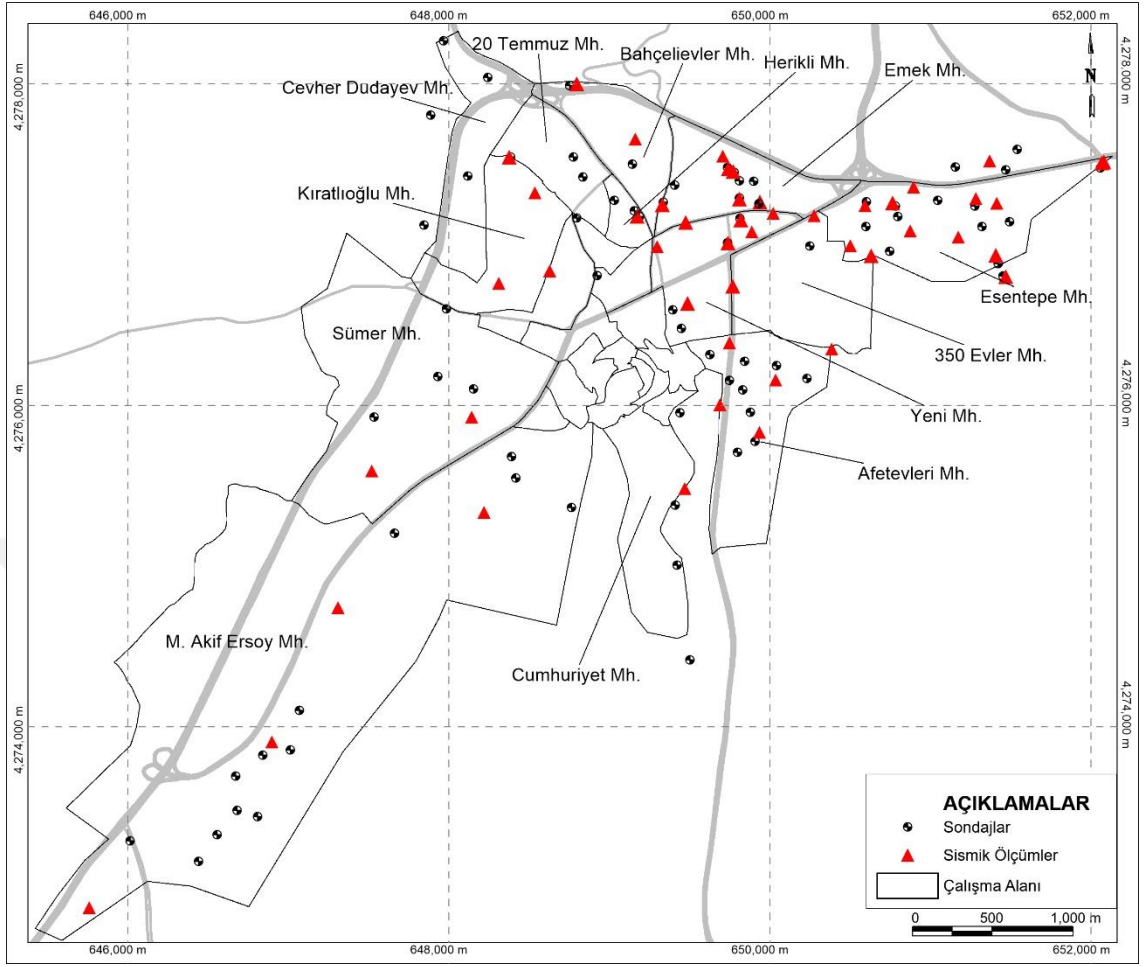 646,000 m
648,000 m
650,000 m
652,000 m
20 Temmuz Mh.
Bahçelievler Mh.
Herikli Mh.
Emek Mh.
Cevher Dudayev Mh.
N
4,278,000 m
4,278,000 m
Kıratlıoğlu Mh.
Esentepe Mh.
Sümer Mh.
350 Evler Mh.
4,276,000 m
4,276,000 m
Yeni Mh.
Afetevleri Mh.
M. Akif Ersoy Mh.
Cumhuriyet Mh.
4,274,000 m
4,274,000 m
AÇIKLAMALAR
Sondajlar
Sismik Ölçümler
Çalışma Alanı
0 500 1,000 m
646,000 m
648,000 m
650,000 m
652,000 m